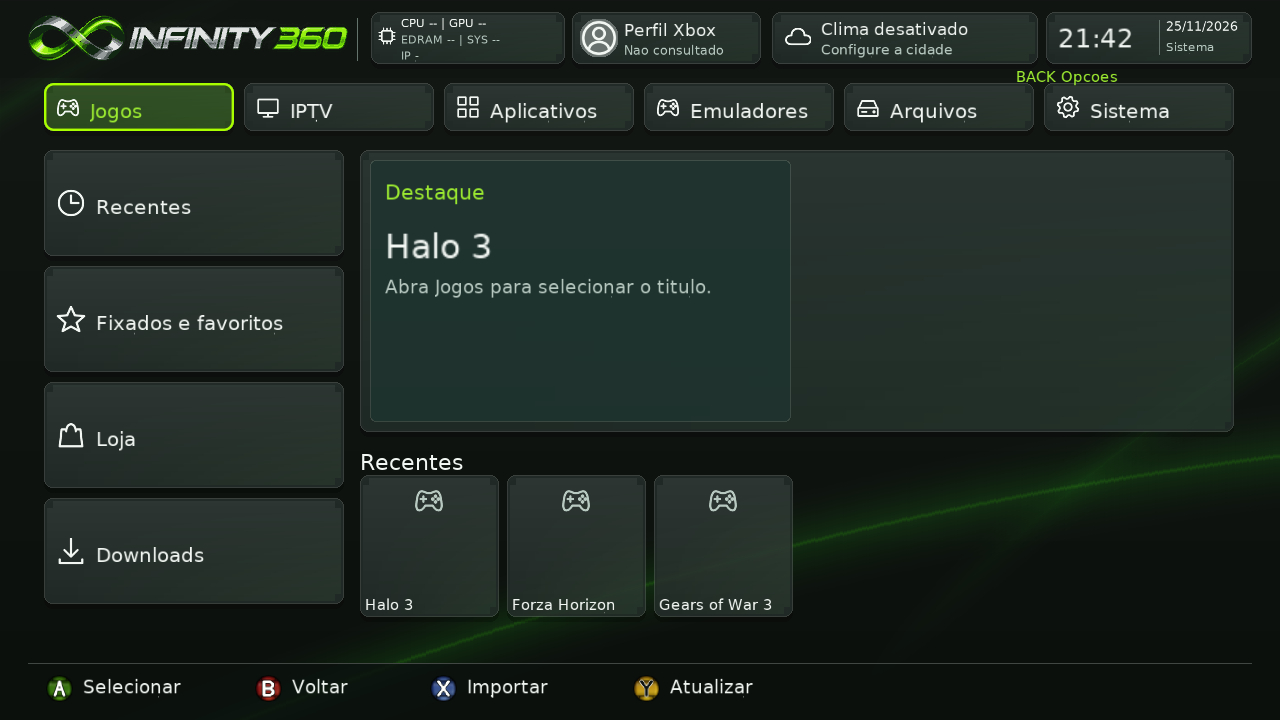 INFINITY 360
CPU -- | GPU --
EDRAM -- | SYS --
IP -
Perfil Xbox
Nao consultado
Clima desativado
Configure a cidade
21:42
25/11/2026
Sistema
BACK Opcoes
Jogos
IPTV
Aplicativos
Emuladores
Arquivos
Sistema
Recentes
Fixados e favoritos
Loja
Downloads
Destaque
Halo 3
Abra Jogos para selecionar o titulo.
Recentes
Halo 3
Forza Horizon
Gears of War 3
A Selecionar
B Voltar
X Importar
Y Atualizar